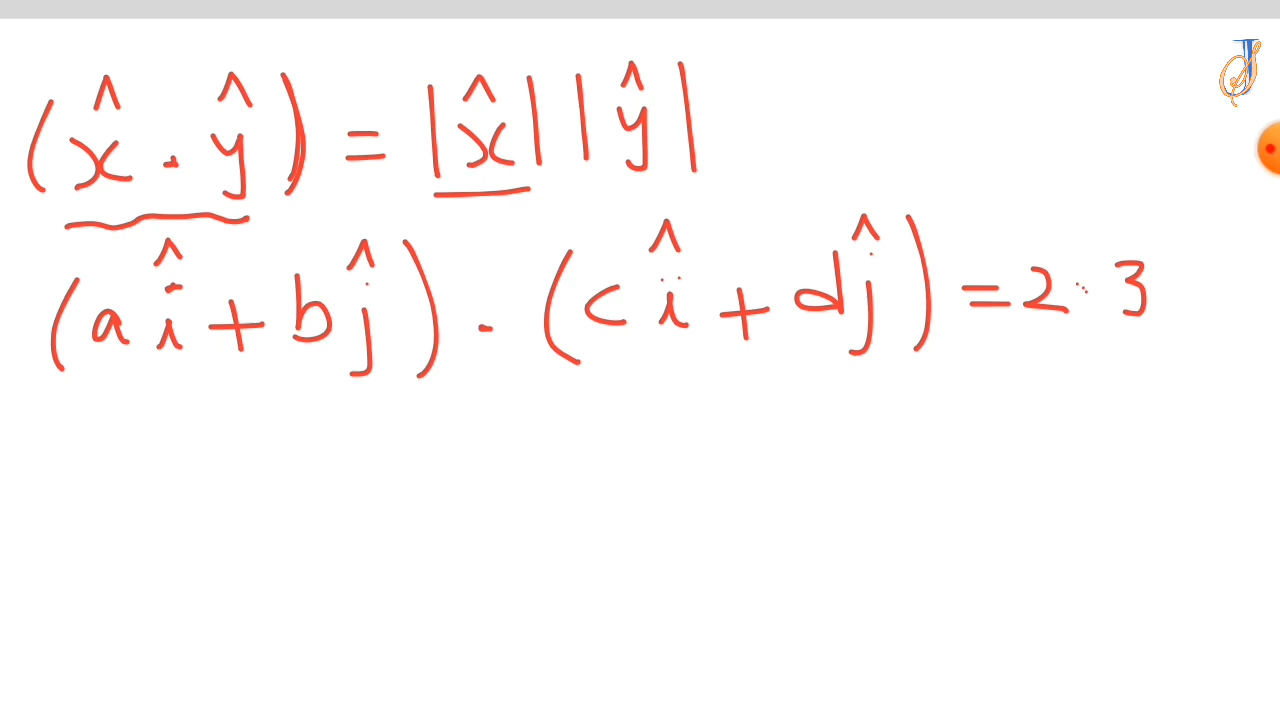 (x̂ . ŷ) = |x̂| |ŷ|
(a î + b ĵ) . (c î + d ĵ) = 2 · 3